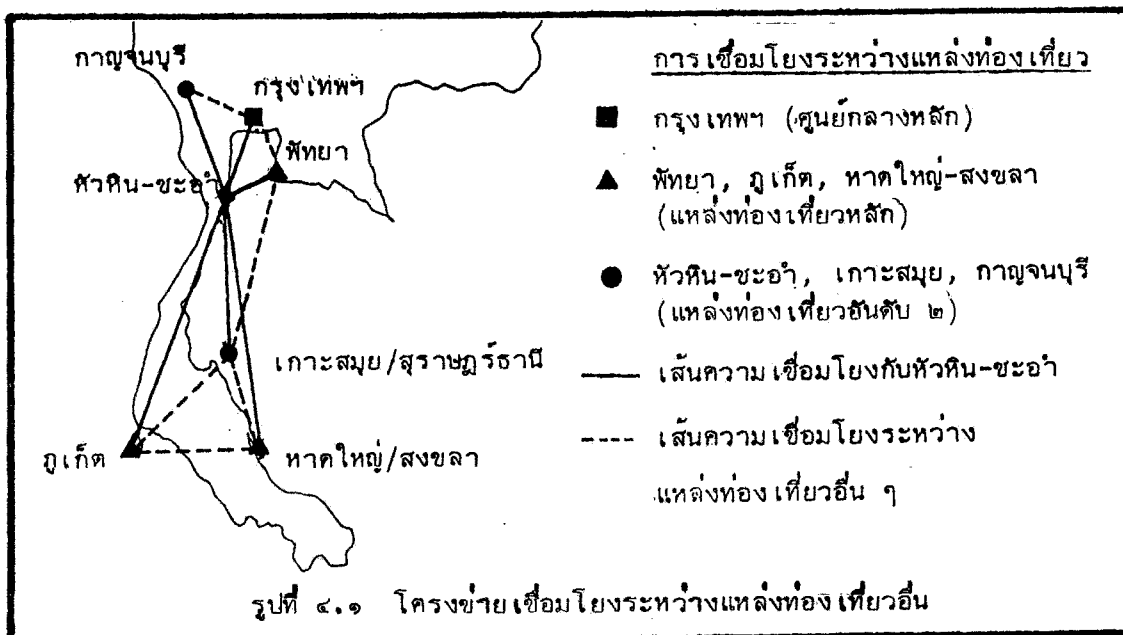 กาญจนบุรี
กรุงเทพฯ
พัทยา
หัวหิน-ชะอำ
เกาะสมุย/สุราษฎร์ธานี
ภูเก็ต
หาดใหญ่/สงขลา
การเชื่อมโยงระหว่างแหล่งท่องเที่ยว
กรุงเทพฯ (ศูนย์กลางหลัก)
พัทยา, ภูเก็ต, หาดใหญ่-สงขลา
(แหล่งท่องเที่ยวหลัก)
หัวหิน-ชะอำ, เกาะสมุย, กาญจนบุรี
(แหล่งท่องเที่ยวอันดับ ๒)
เส้นความเชื่อมโยงกับหัวหิน-ชะอำ
เส้นความเชื่อมโยงระหว่าง
แหล่งท่องเที่ยวอื่น ๆ
รูปที่ ๔.๑ โครงข่ายเชื่อมโยงระหว่างแหล่งท่องเที่ยวอื่น